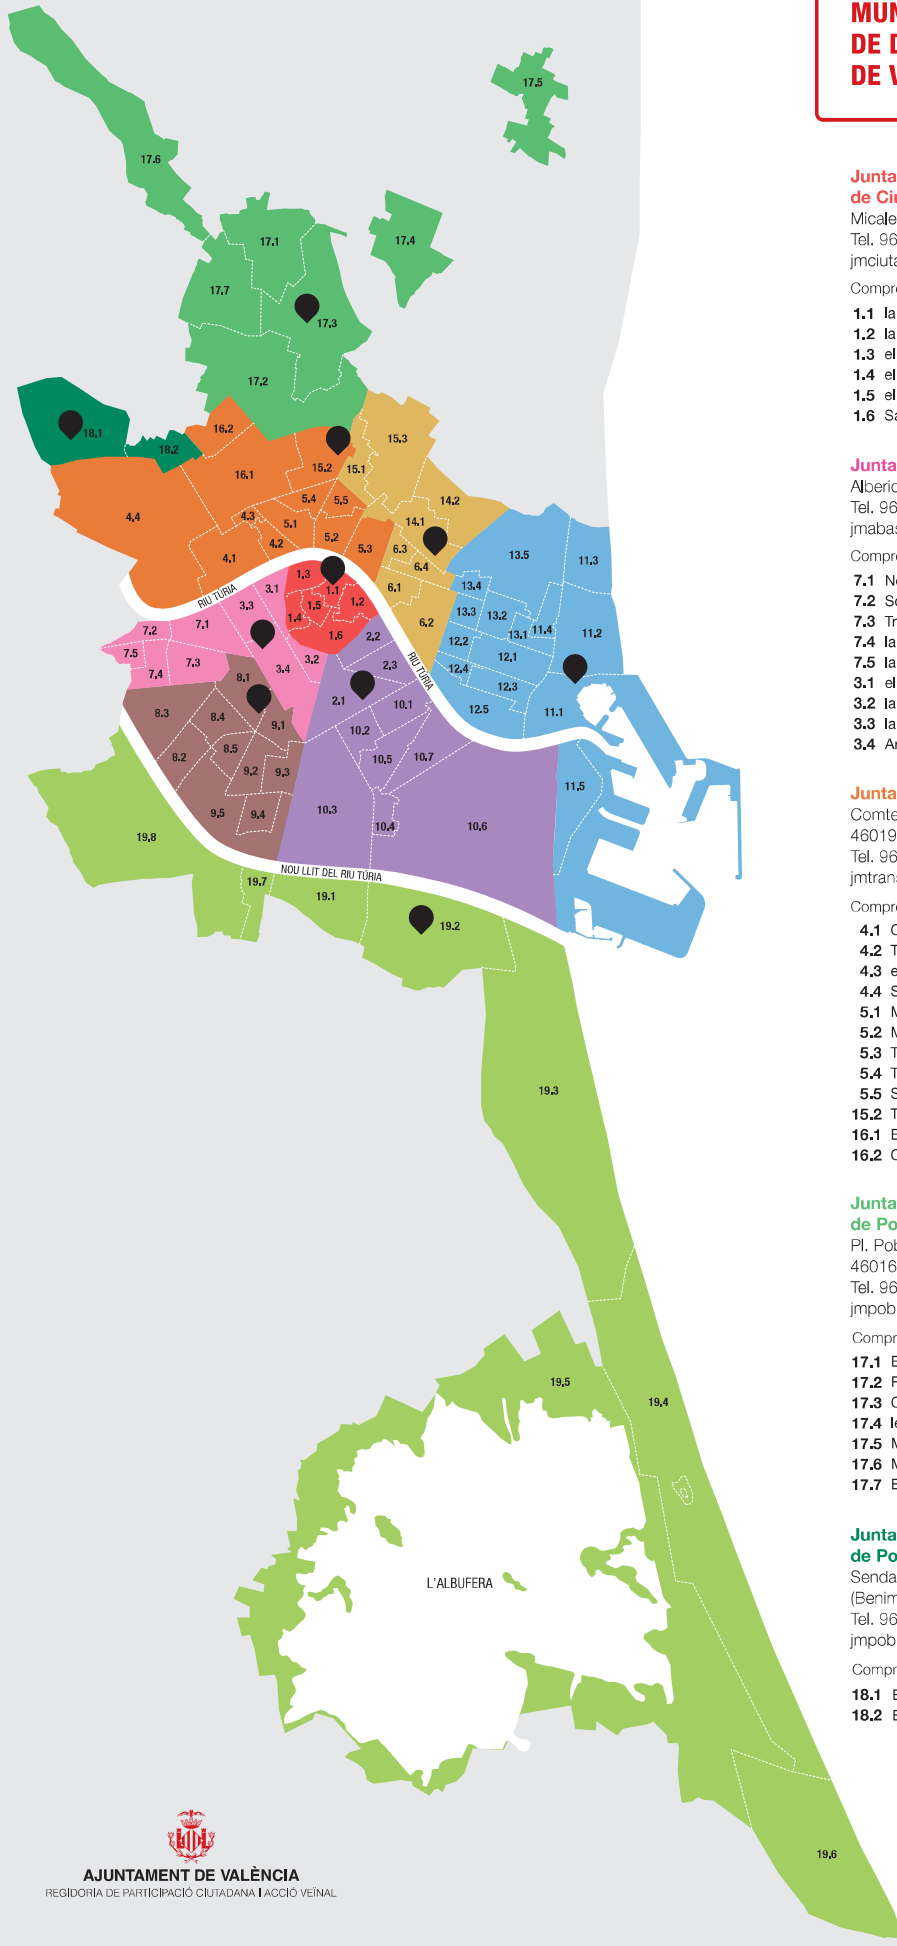 MUN
DE D
DE V
Junta
de Ciu
Micale
Tel. 96
jmciuta
Compre
1.1 la
1.2 la
1.3 el
1.4 el
1.5 el
1.6 Sa
Junta
Alberic
Tel. 96
jmabas
Compre
7.1 No
7.2 So
7.3 Tr
7.4 la
7.5 la
3.1 el
3.2 la
3.3 la
3.4 Ar
Junta
Comte
46019
Tel. 96
jmtrans
Compre
4.1 C
4.2 T
4.3 e
4.4 S
5.1 M
5.2 M
5.3 T
5.4 T
5.5 S
15.2 T
16.1 B
16.2 C
Junta
de Po
Pl. Pob
46016
Tel. 96
jmpob
Compr
17.1 B
17.2 P
17.3 C
17.4 le
17.5 M
17.6 M
17.7 B
Junta
de Po
Senda
(Benim
Tel. 96
jmpob
Compr
18.1 B
18.2 B
17.5
17.6
17.1
17.4
17.7
17.3
17.2
18.1
18.2
16.2
15.3
16.1
15.2
15.1
4.4
5.4
5.5
14.2
4.3
5.1
14.1
4.1
4.2
5.2
5.3
6.3
6.4
13.5
11.3
RIU TÚRIA
3.1
1.3
1.1
6.1
13.4
3.3
1.5
1.2
1.4
6.2
13.3
13.2
7.2
7.1
1.6
2.2
12.2
13.1
11.4
11.2
7.5
7.3
7.4
3.4
3.2
2.3
RIU TÚRIA
12.4
12.1
8.1
12.3
8.3
8.4
9.1
2.1
10.1
12.5
11.1
8.2
8.5
10.2
9.2
9.3
10.5
10.7
11.5
9.5
9.4
10.3
10.4
10.6
19.8
NOU LLIT DEL RIU TÚRIA
19.7
19.1
19.2
19.3
19.5
19.4
L'ALBUFERA
19.6
AJUNTAMENT DE VALÈNCIA
REGIDORIA DE PARTICIPACIÓ CIUTADANA I ACCIÓ VEÏNAL